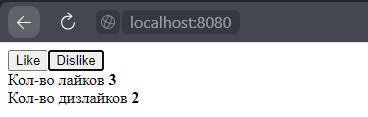 localhost:8080
Like Dislike
Кол-во лайков 3
Кол-во дизлайков 2